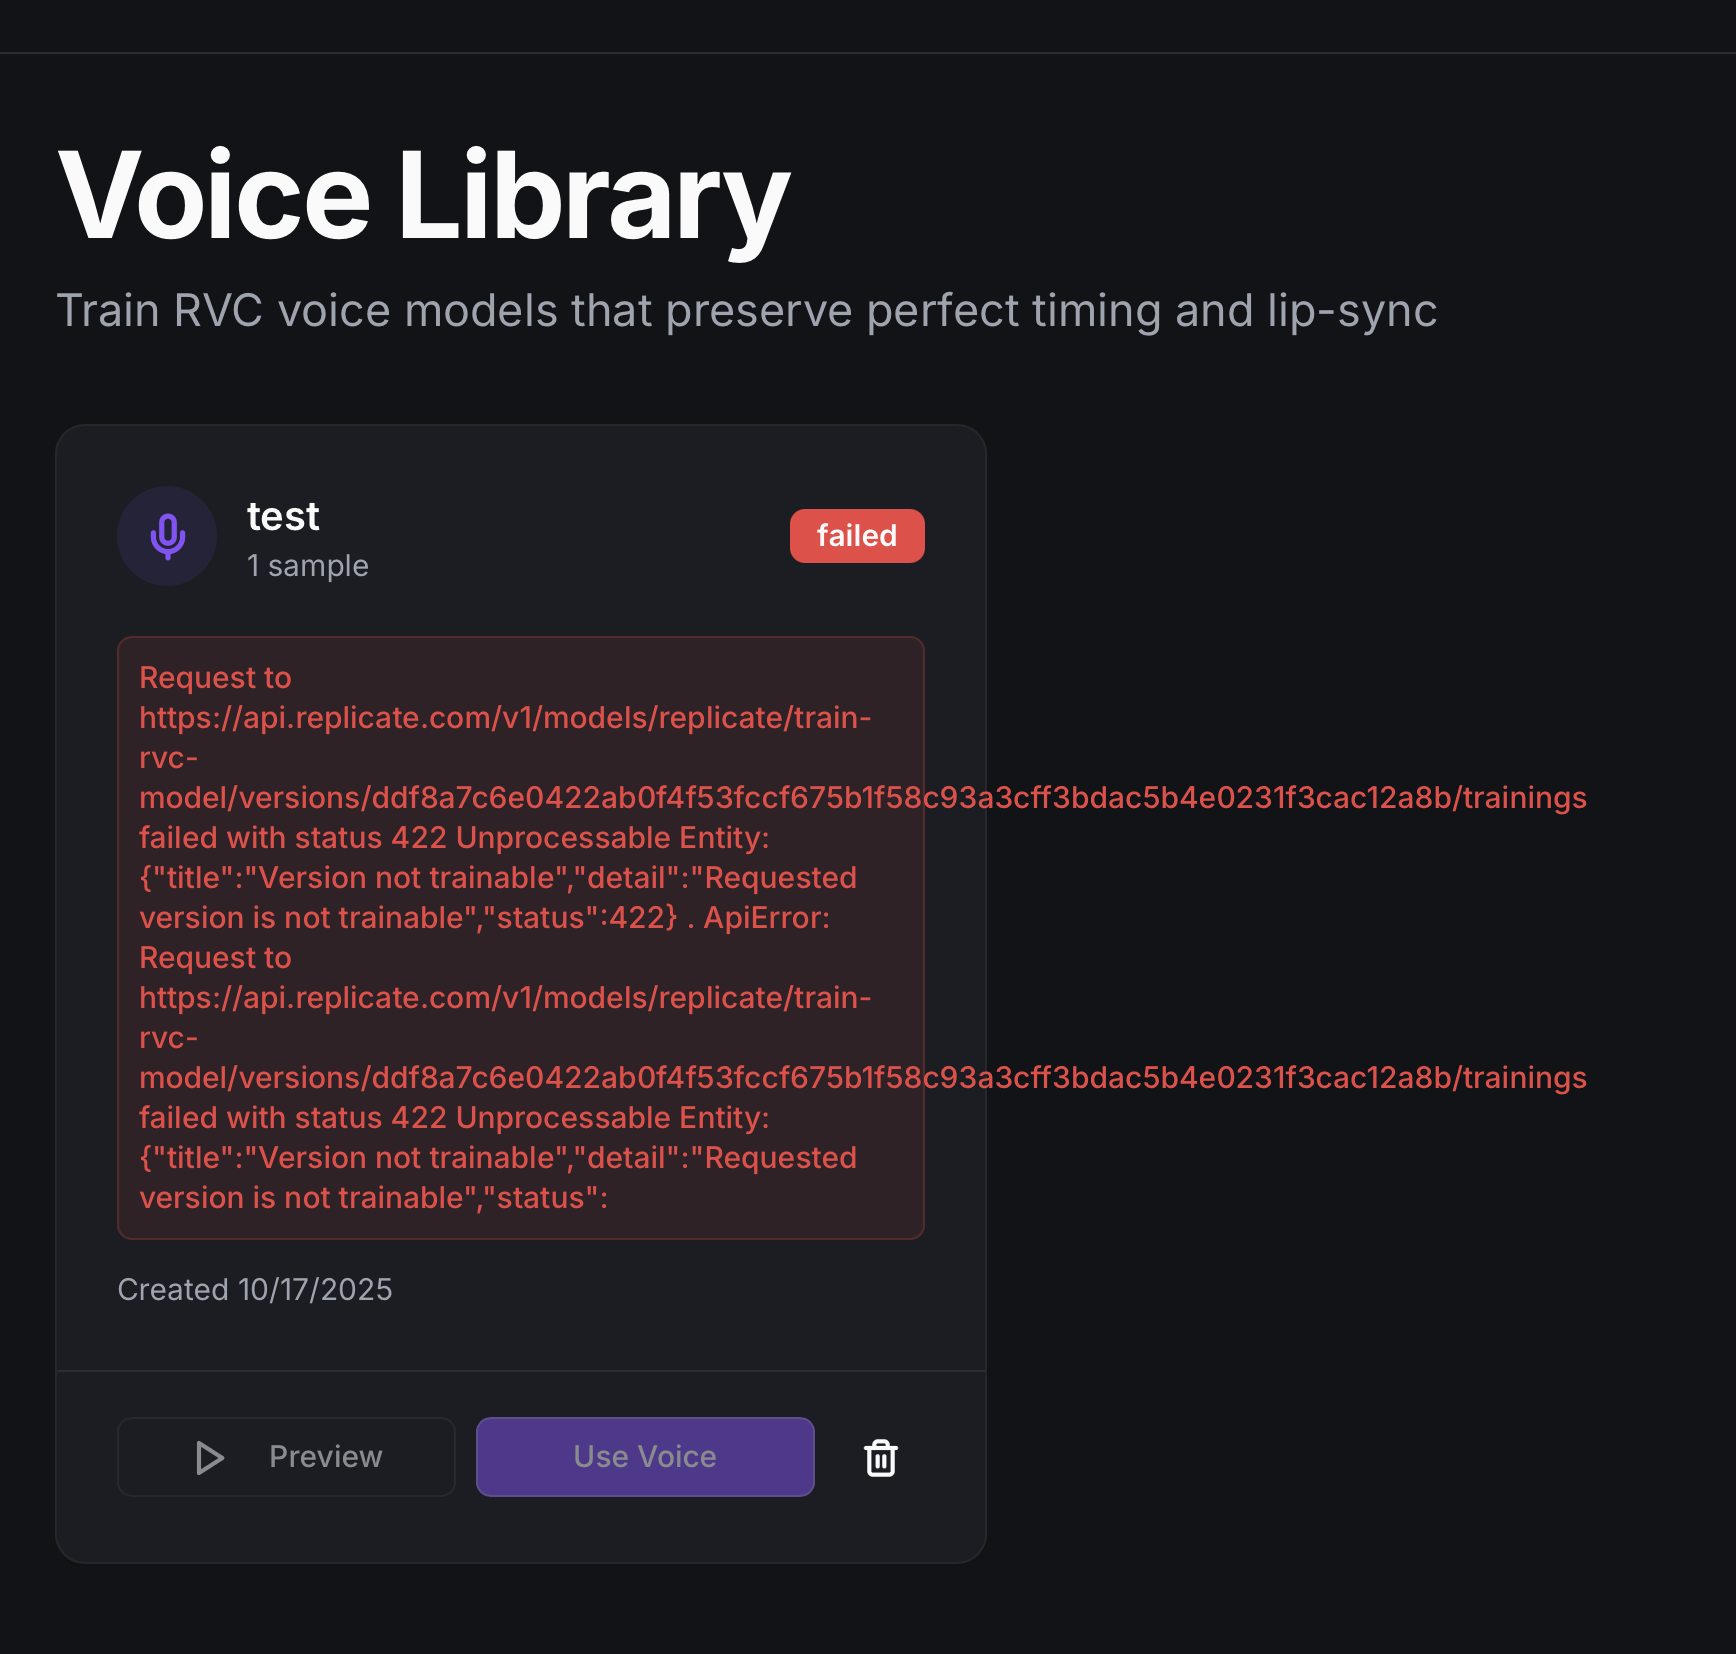 Voice Library
Train RVC voice models that preserve perfect timing and lip-sync
test
1 sample
failed
Request to
https://api.replicate.com/v1/models/replicate/train-
rvc-
model/versions/ddf8a7c6e0422ab0f4f53fccf675b1f58c93a3cff3bdac5b4e0231f3cac12a8b/trainings
failed with status 422 Unprocessable Entity:
{"title":"Version not trainable","detail":"Requested
version is not trainable","status":422} . ApiError:
Request to
https://api.replicate.com/v1/models/replicate/train-
rvc-
model/versions/ddf8a7c6e0422ab0f4f53fccf675b1f58c93a3cff3bdac5b4e0231f3cac12a8b/trainings
failed with status 422 Unprocessable Entity:
{"title":"Version not trainable","detail":"Requested
version is not trainable","status":
Created 10/17/2025
Preview
Use Voice